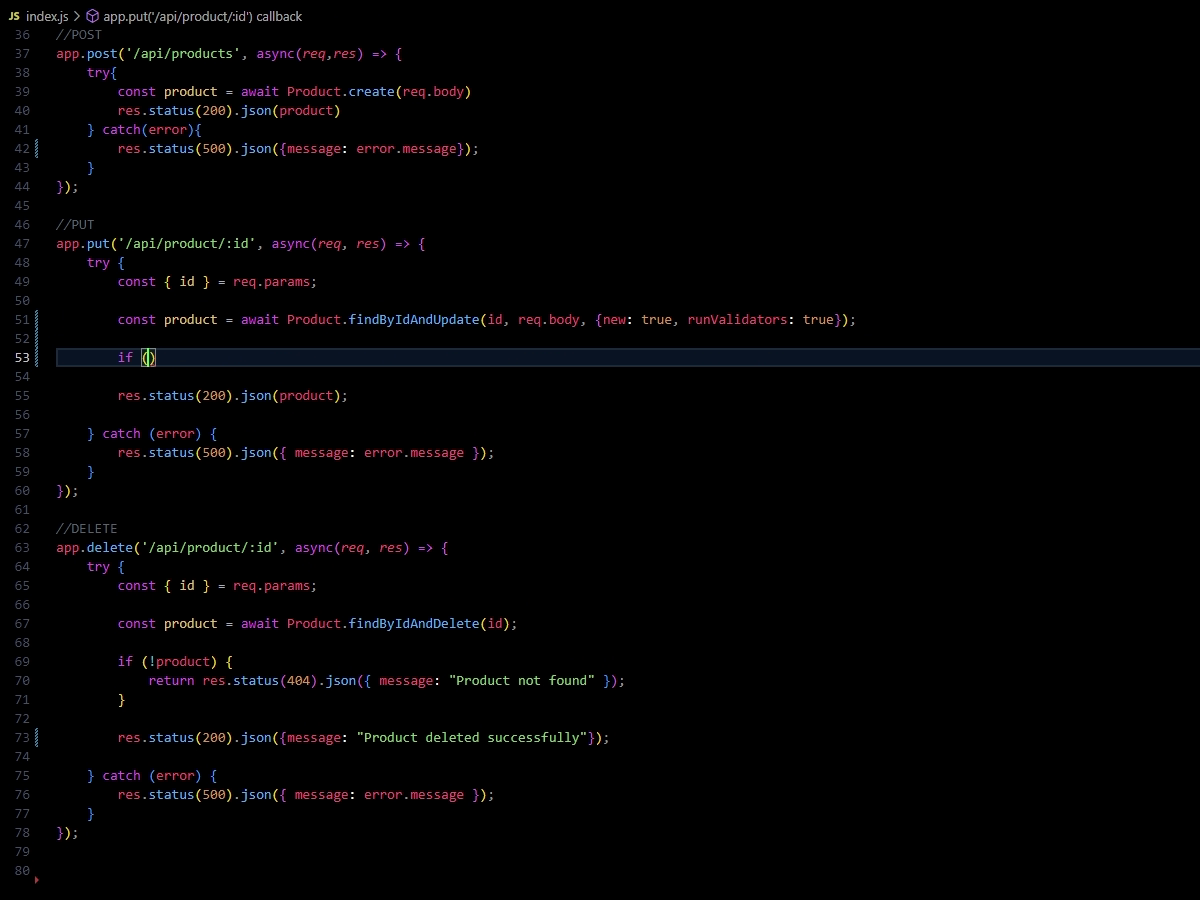 JS index.js > app.put('/api/product/:id') callback
36 //POST
37 app.post('/api/products', async(req,res) => {
38     try{
39         const product = await Product.create(req.body)
40         res.status(200).json(product)
41     } catch(error){
42         res.status(500).json({message: error.message});
43     }
44 });
45
46 //PUT
47 app.put('/api/product/:id', async(req, res) => {
48     try {
49         const { id } = req.params;
50
51         const product = await Product.findByIdAndUpdate(id, req.body, {new: true, runValidators: true});
52
53         if ()
54
55         res.status(200).json(product);
56
57     } catch (error) {
58         res.status(500).json({ message: error.message });
59     }
60 });
61
62 //DELETE
63 app.delete('/api/product/:id', async(req, res) => {
64     try {
65         const { id } = req.params;
66
67         const product = await Product.findByIdAndDelete(id);
68
69         if (!product) {
70             return res.status(404).json({ message: "Product not found" });
71         }
72
73         res.status(200).json({message: "Product deleted successfully"});
74
75     } catch (error) {
76         res.status(500).json({ message: error.message });
77     }
78 });
79
80